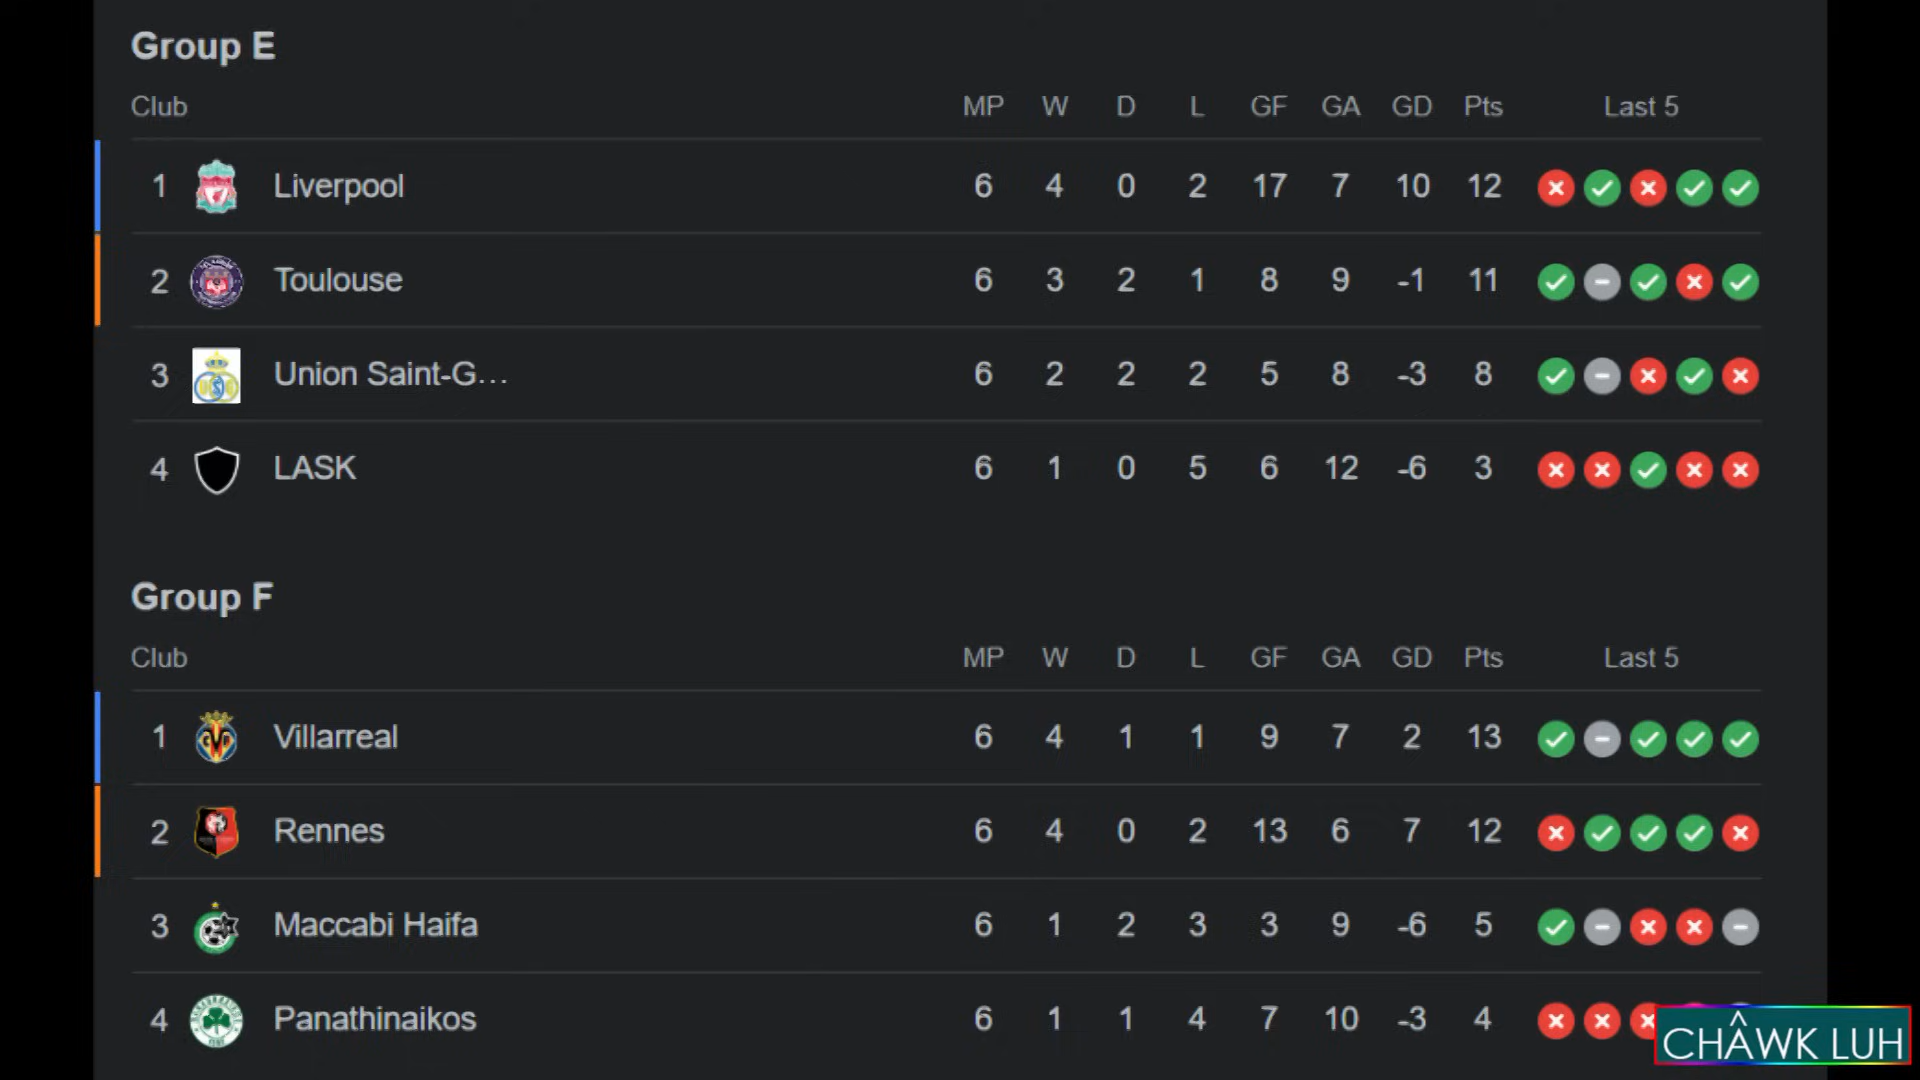 Group E
Club MP W D L GF GA GD Pts Last 5
1 Liverpool 6 4 0 2 17 7 10 12
2 Toulouse 6 3 2 1 8 9 -1 11
3 Union Saint-G... 6 2 2 2 5 8 -3 8
4 LASK 6 1 0 5 6 12 -6 3
Group F
Club MP W D L GF GA GD Pts Last 5
1 Villarreal 6 4 1 1 9 7 2 13
2 Rennes 6 4 0 2 13 6 7 12
3 Maccabi Haifa 6 1 2 3 3 9 -6 5
4 Panathinaikos 6 1 1 4 7 10 -3 4
CHÂWK LUH